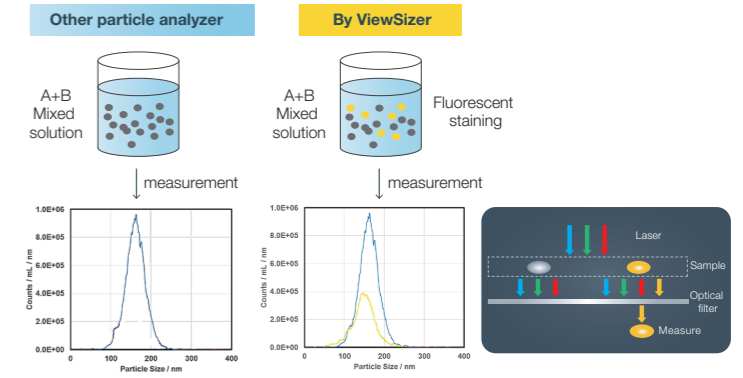 Other particle analyzer
By ViewSizer
A+B
Mixed
solution
A+B
Mixed
solution
Fluorescent
staining
measurement
measurement
1.0E+06
8.0E+05
6.0E+05
4.0E+05
2.0E+05
0.0E+00
Counts / mL / nm
0
100
200
300
400
Particle Size / nm
1.0E+06
8.0E+05
6.0E+05
4.0E+05
2.0E+05
0.0E+00
Counts / mL / nm
0
100
200
300
400
Particle Size / nm
Laser
Sample
Optical
filter
Measure